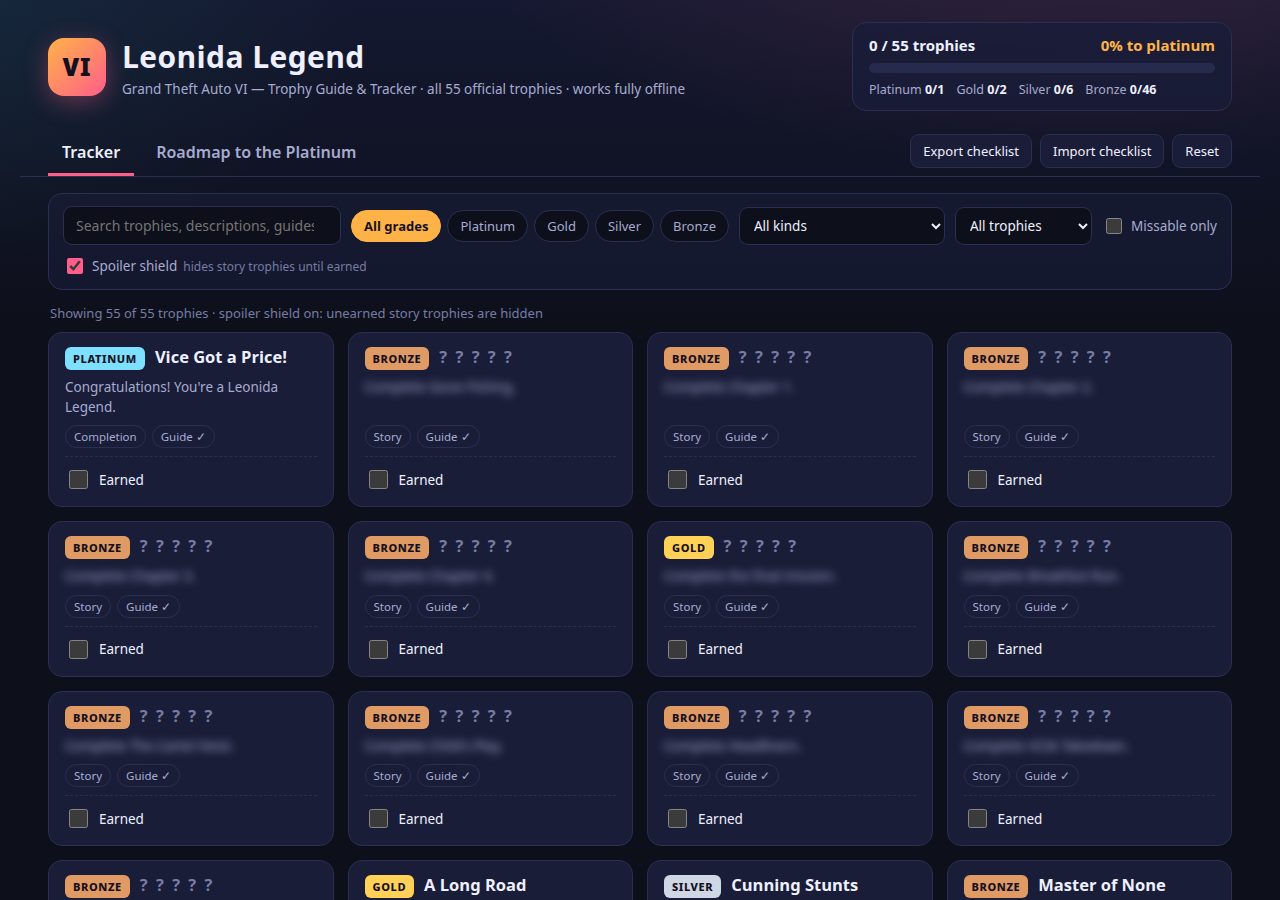 VI
Leonida Legend
Grand Theft Auto VI — Trophy Guide & Tracker · all 55 official trophies · works fully offline
0 / 55 trophies 0% to platinum
Platinum 0/1 Gold 0/2 Silver 0/6 Bronze 0/46
Tracker Roadmap to the Platinum Export checklist Import checklist Reset
Search trophies, descriptions, guides All grades Platinum Gold Silver Bronze All kinds All trophies Missable only
Spoiler shield hides story trophies until earned
Showing 55 of 55 trophies · spoiler shield on: unearned story trophies are hidden
PLATINUM Vice Got a Price!
Congratulations! You're a Leonida
Legend.
Completion Guide ✓
Earned
BRONZE ? ? ? ? ?
Story Guide ✓
Earned
BRONZE ? ? ? ? ?
Story Guide ✓
Earned
BRONZE ? ? ? ? ?
Story Guide ✓
Earned
BRONZE ? ? ? ? ?
Story Guide ✓
Earned
BRONZE ? ? ? ? ?
Story Guide ✓
Earned
GOLD ? ? ? ? ?
Story Guide ✓
Earned
BRONZE ? ? ? ? ?
Story Guide ✓
Earned
BRONZE ? ? ? ? ?
Story Guide ✓
Earned
BRONZE ? ? ? ? ?
Story Guide ✓
Earned
BRONZE ? ? ? ? ?
Story Guide ✓
Earned
BRONZE ? ? ? ? ?
Story Guide ✓
Earned
BRONZE ? ? ? ? ?
GOLD A Long Road
SILVER Cunning Stunts
BRONZE Master of None